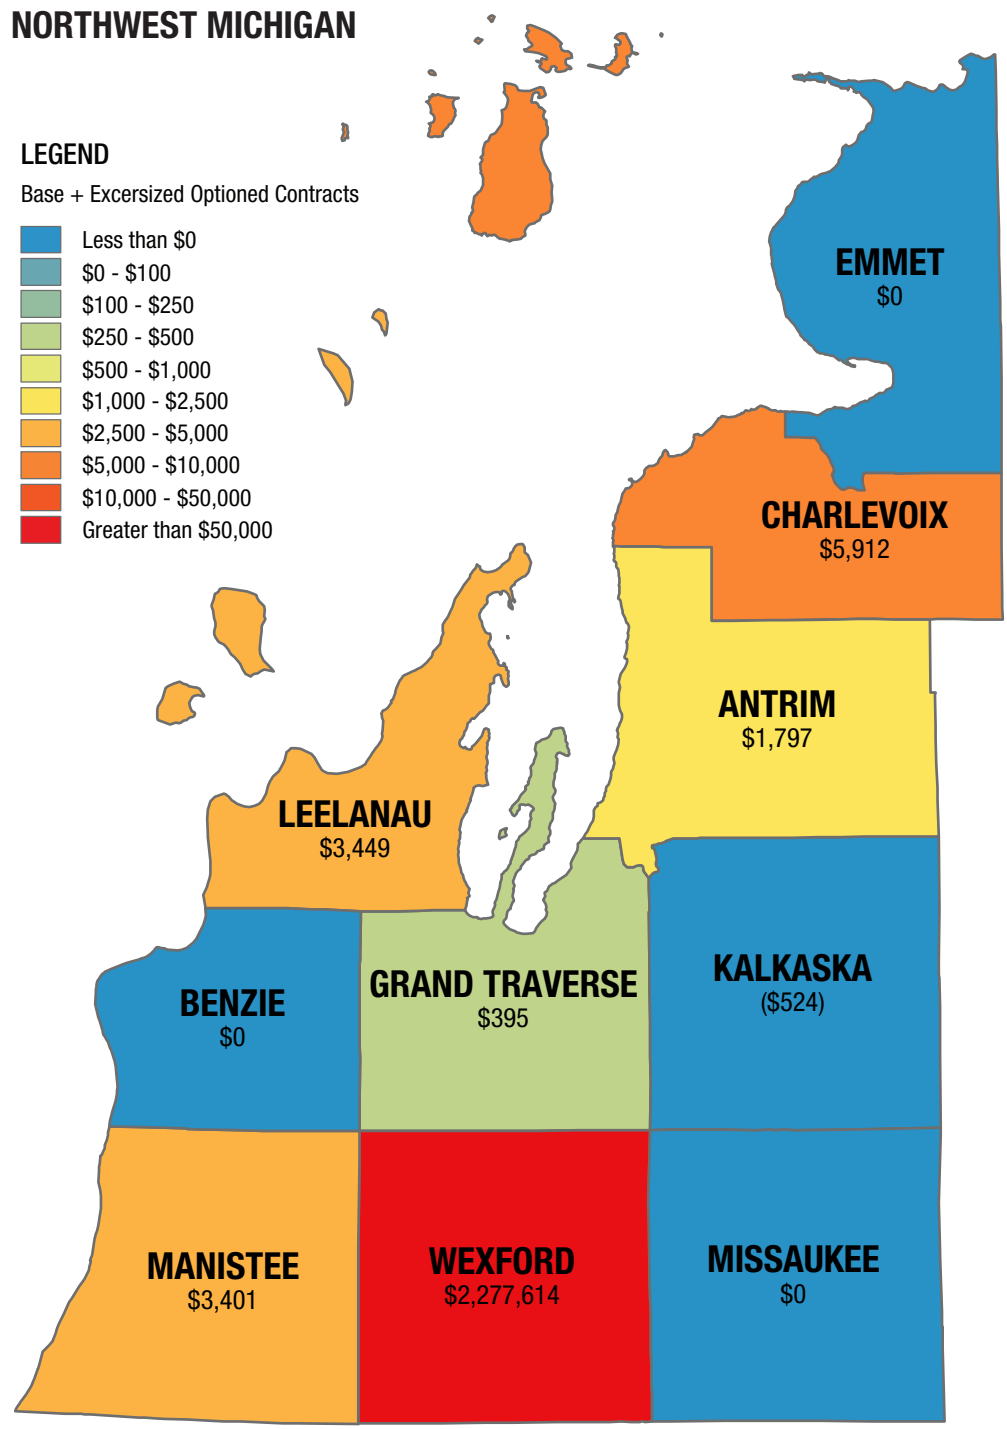 NORTHWEST MICHIGAN
LEGEND
Base + Excersized Optioned Contracts
Less than $0
$0 - $100
$100 - $250
$250 - $500
$500 - $1,000
$1,000 - $2,500
$2,500 - $5,000
$5,000 - $10,000
$10,000 - $50,000
Greater than $50,000
EMMET
$0
CHARLEVOIX
$5,912
ANTRIM
$1,797
LEELANAU
$3,449
BENZIE
$0
GRAND TRAVERSE
$395
KALKASKA
($524)
MANISTEE
$3,401
WEXFORD
$2,277,614
MISSAUKEE
$0